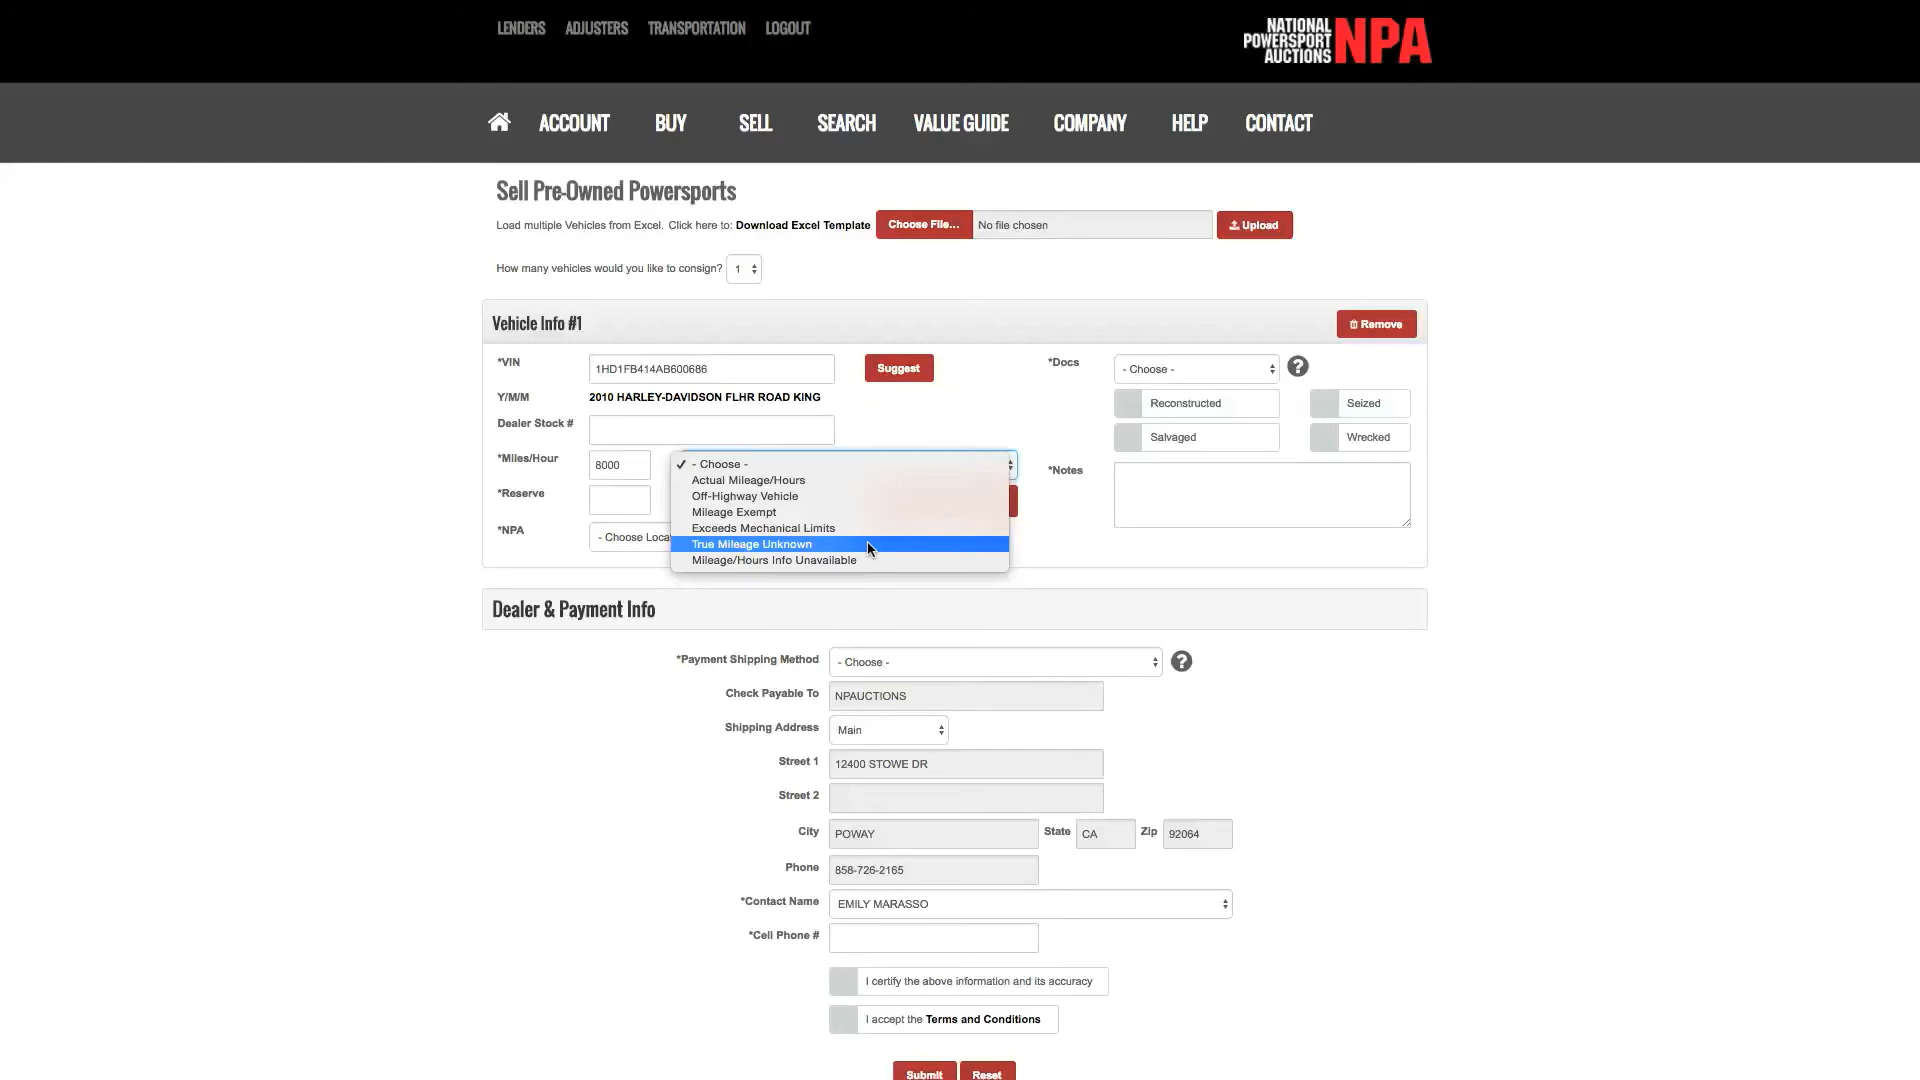 LENDERS ADJUSTERS TRANSPORTATION LOGOUT
NATIONAL
POWERSPORT
AUCTIONS
NPA
ACCOUNT BUY SELL SEARCH VALUE GUIDE COMPANY HELP CONTACT
Sell Pre-Owned Powersports
Load multiple Vehicles from Excel. Click here to: Download Excel Template Choose File... No file chosen Upload
How many vehicles would you like to consign? 1
Vehicle Info #1 Remove
*VIN 1HD1FB414AB600686 Suggest
Y/M/M 2010 HARLEY-DAVIDSON FLHR ROAD KING
Dealer Stock #
*Miles/Hour 8000
✓ - Choose -
Actual Mileage/Hours
Off-Highway Vehicle
Mileage Exempt
Exceeds Mechanical Limits
True Mileage Unknown
Mileage/Hours Info Unavailable
*Reserve
*NPA - Choose Loca
*Docs - Choose - ?
Reconstructed Seized
Salvaged Wrecked
*Notes
Dealer & Payment Info
*Payment Shipping Method - Choose - ?
Check Payable To NPAUCTIONS
Shipping Address Main
Street 1 12400 STOWE DR
Street 2
City POWAY State CA Zip 92064
Phone 858-726-2165
*Contact Name EMILY MARASSO
*Cell Phone #
I certify the above information and its accuracy
I accept the Terms and Conditions
Submit Reset